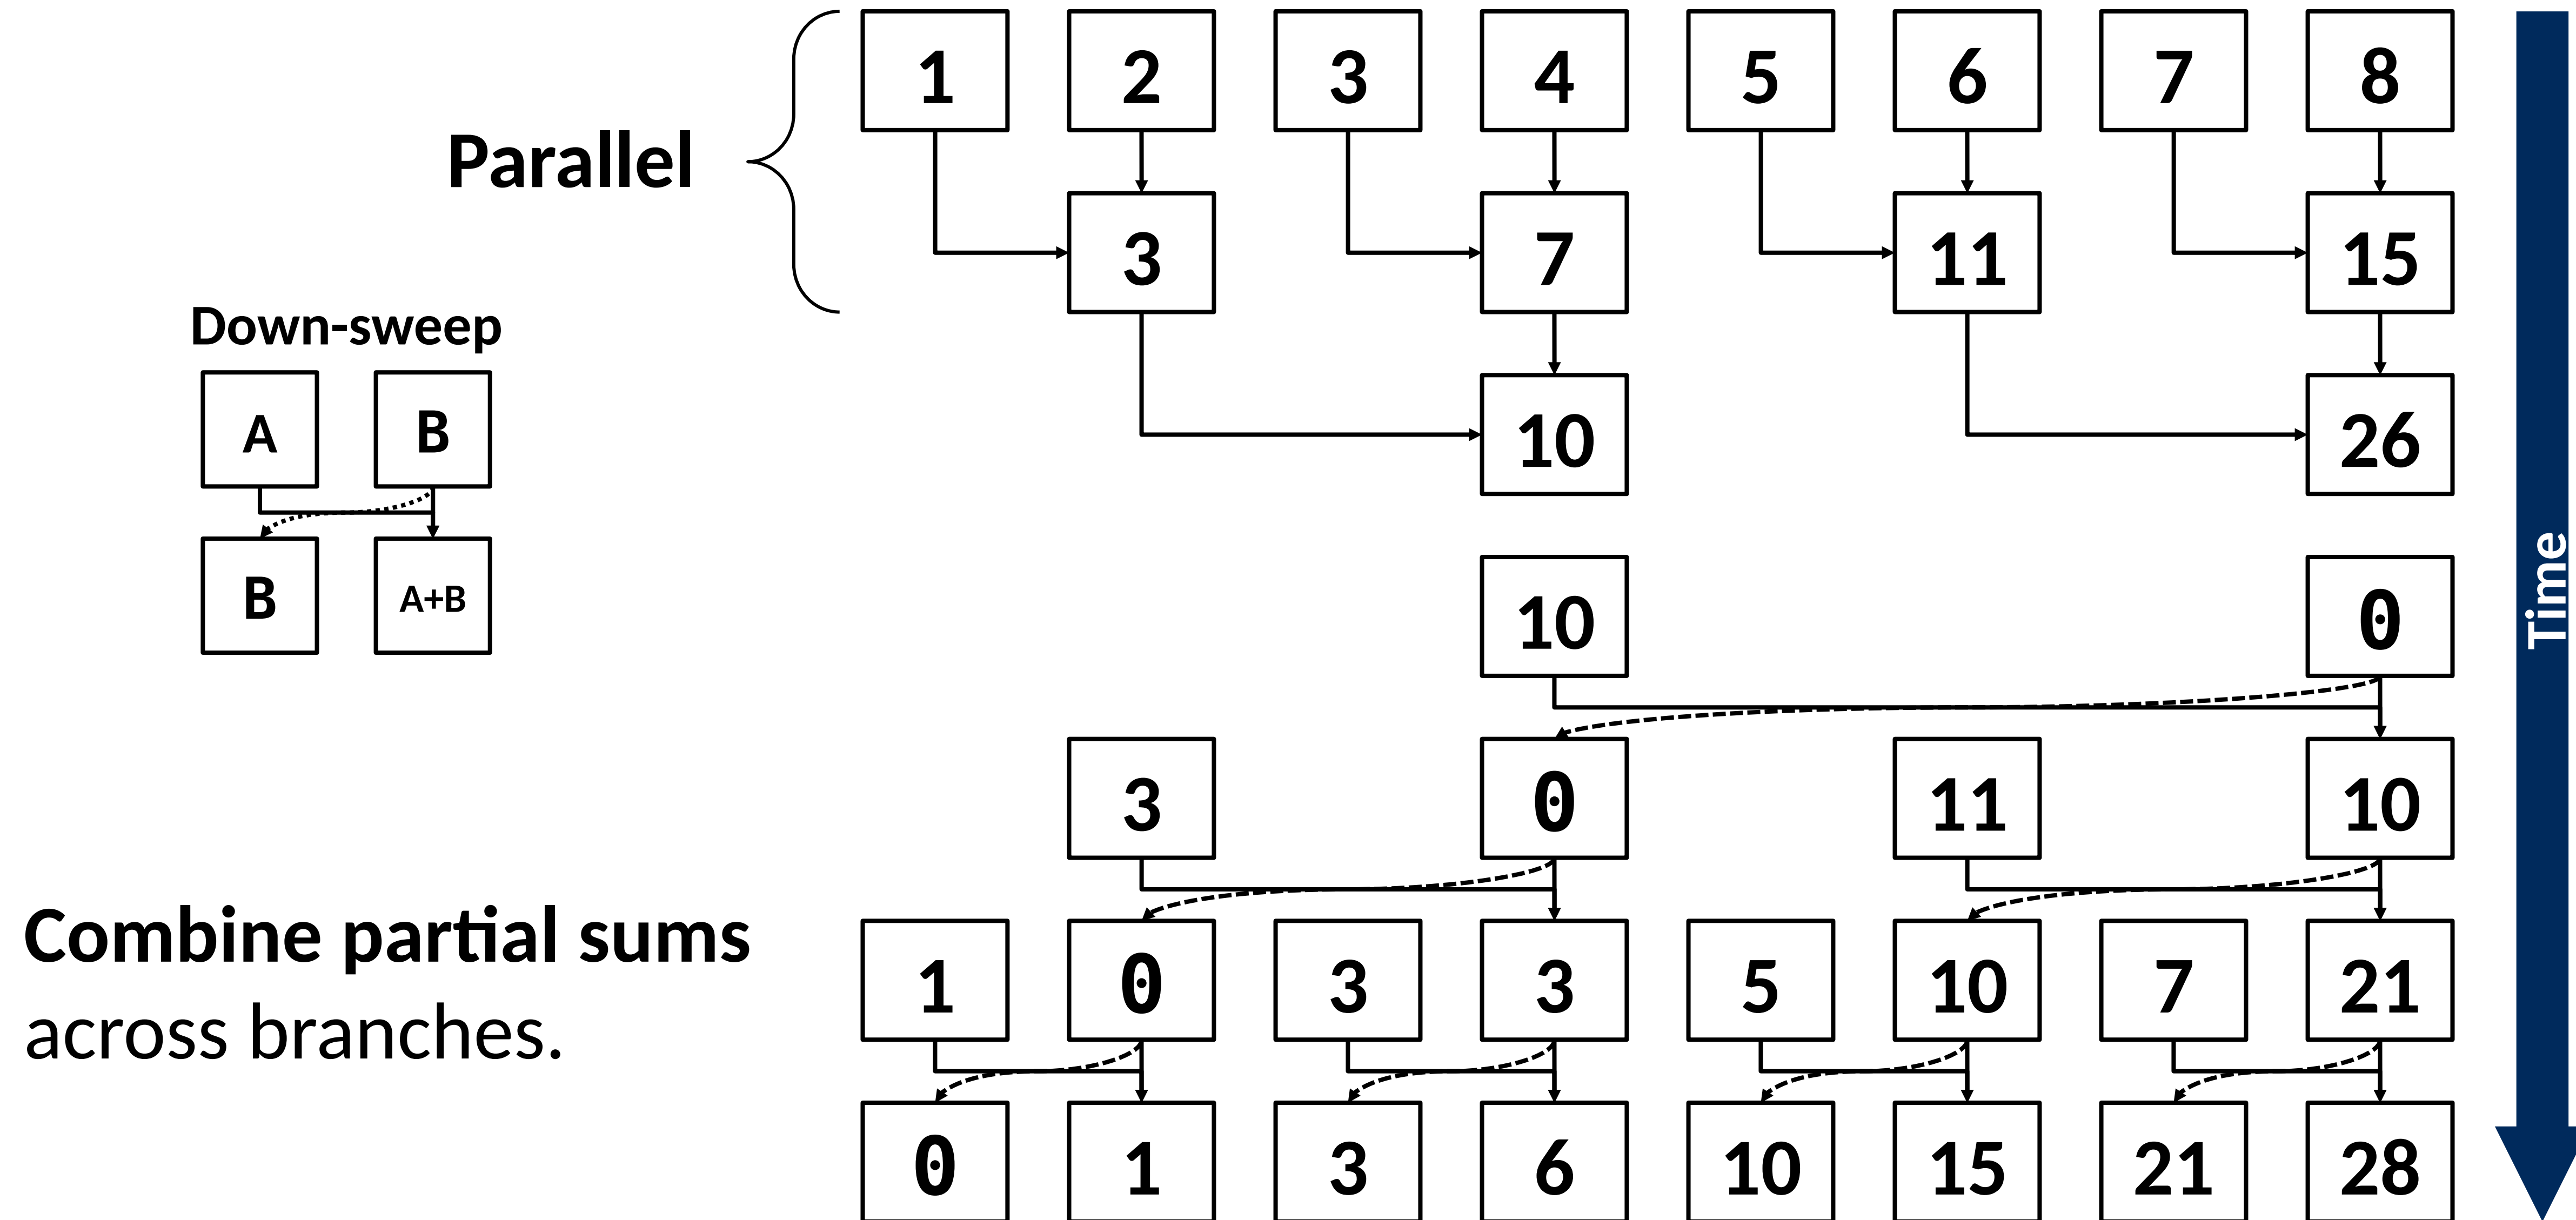 1 2 3 4 5 6 7 8
Parallel
3 7 11 15
Down-sweep
A B
10 26
B A+B
10 0
Time
3 0 11 10
Combine partial sums
1 0 3 3 5 10 7 21
across branches.
0 1 3 6 10 15 21 28